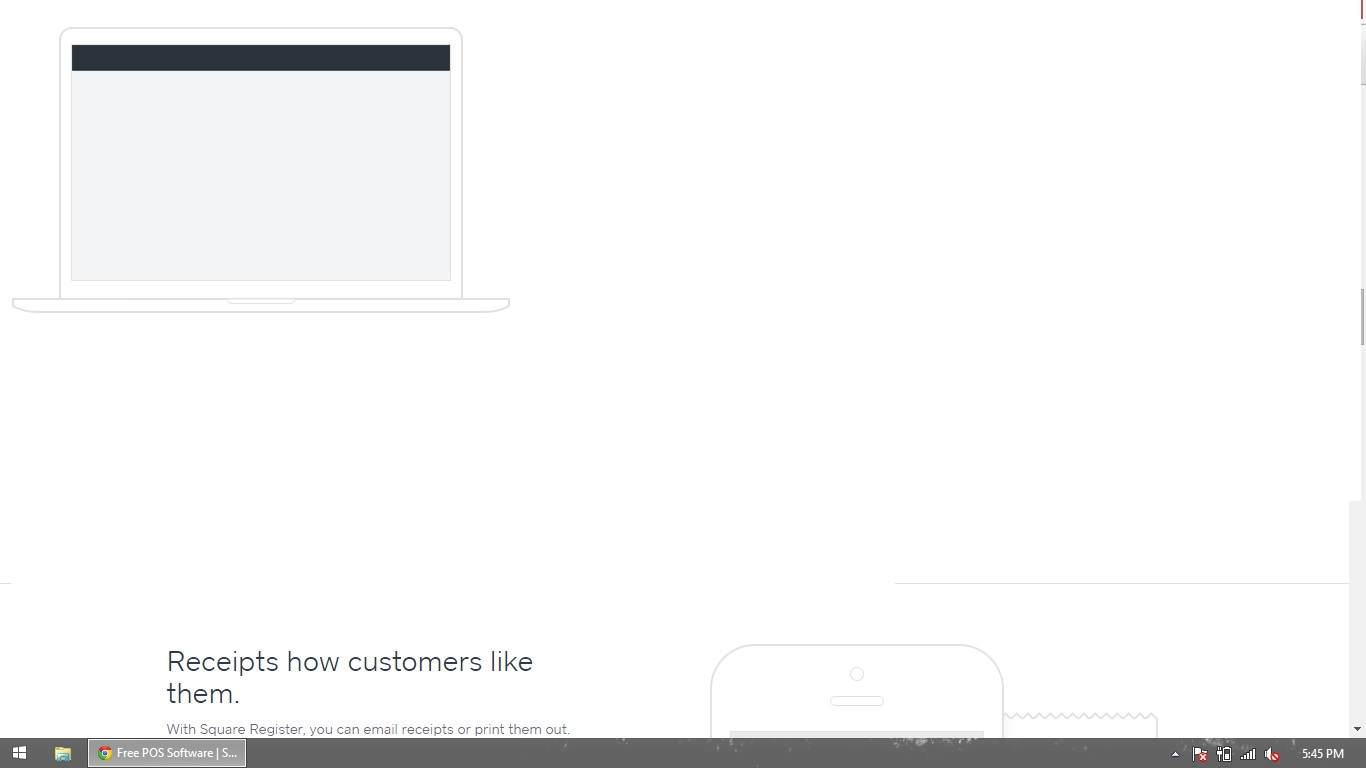 Receipts how customers like
them.
With Square Register, you can email receipts or print them out.
Free POS Software | S...
5:45 PM